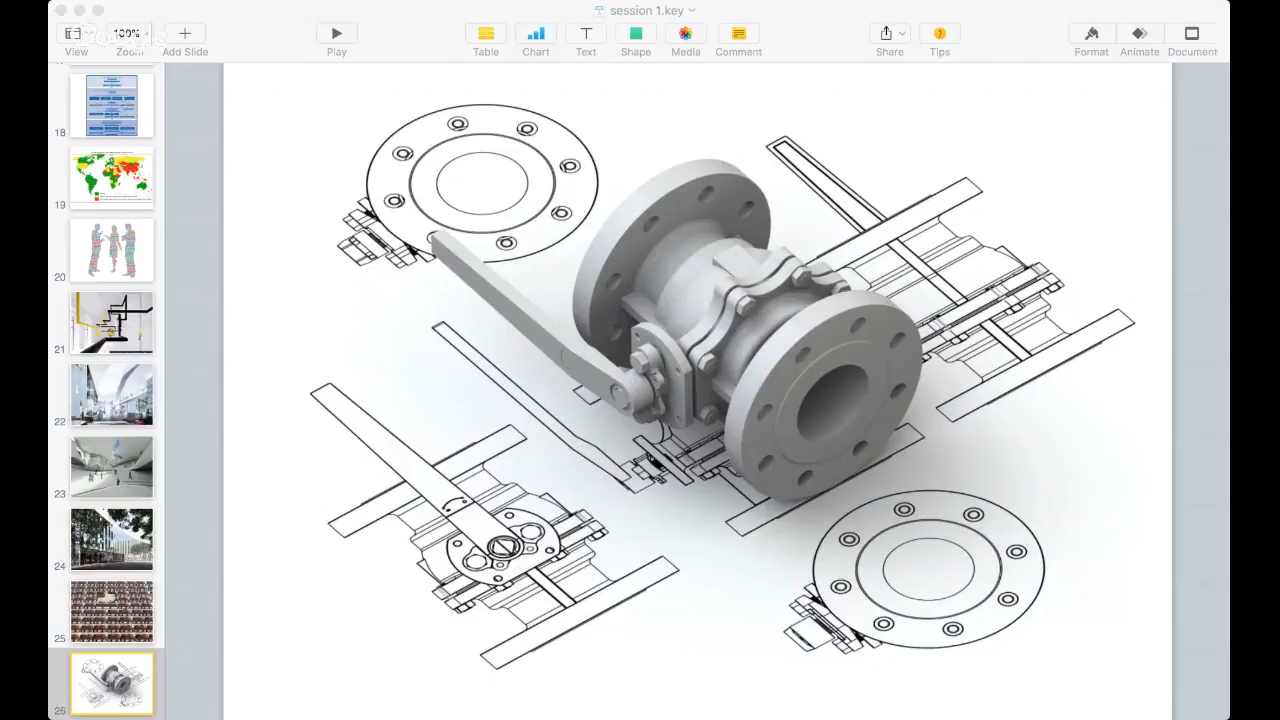 session 1.key
100%
View
Zoom
Add Slide
Play
Table
Chart
Text
Shape
Media
Comment
Share
Tips
Format
Animate
Document
18
19
20
21
22
23
24
25
26